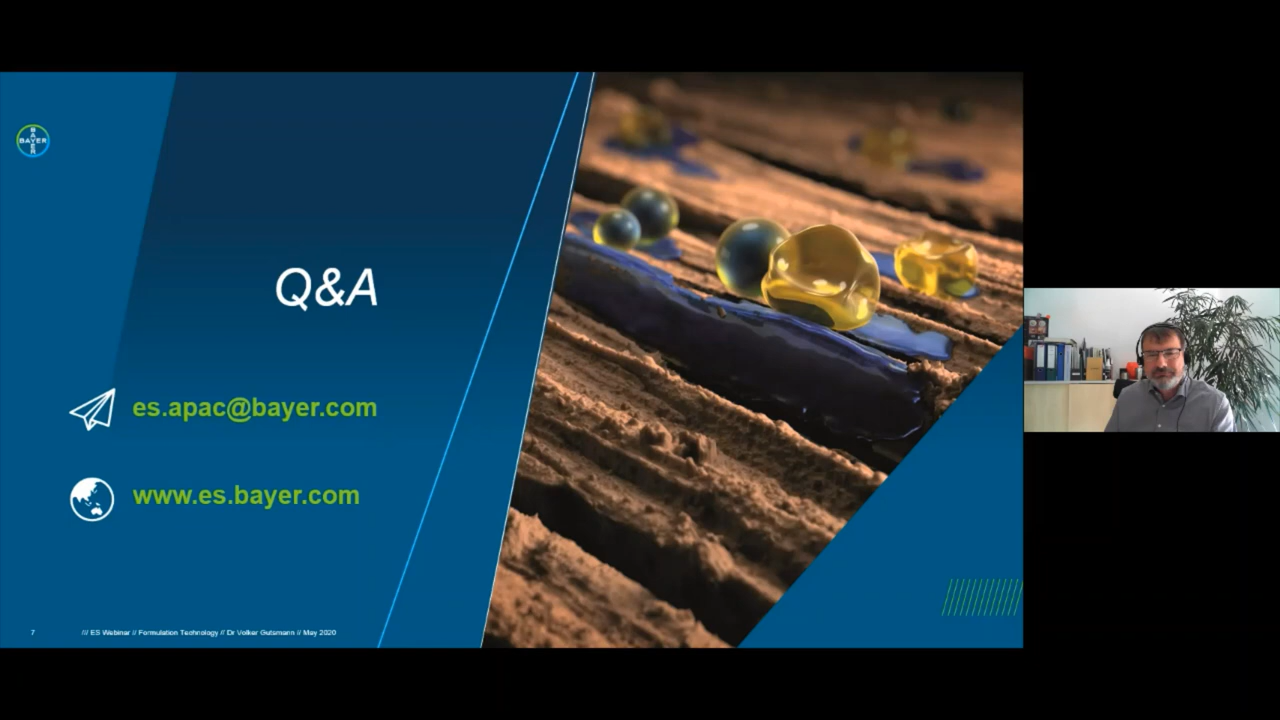 BAYER
BAYER
Q&A
es.apac@bayer.com
www.es.bayer.com
7
/// ES Webinar // Formulation Technology // Dr Volker Gutsmann // May 2020